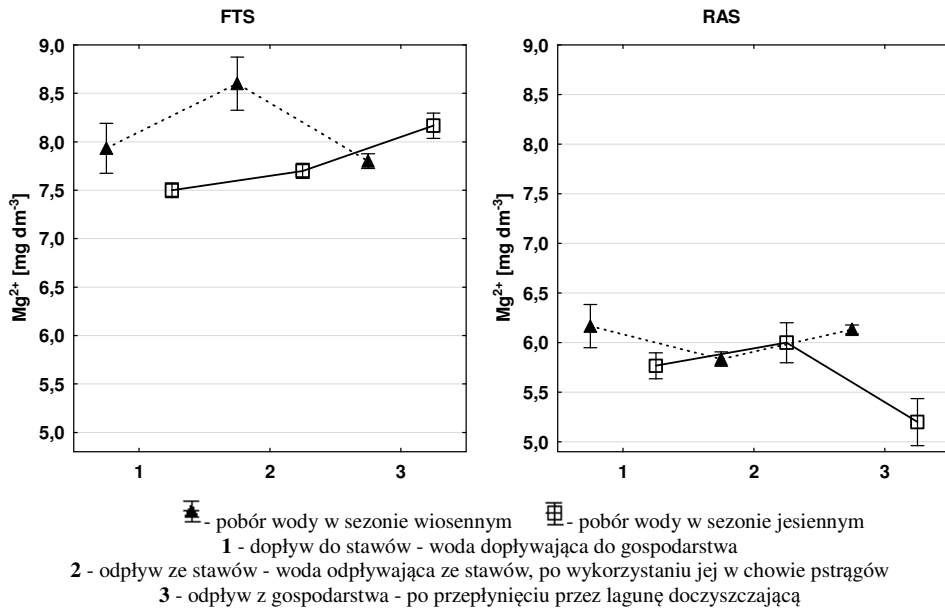 FTS RAS
9,0 9,0
8,5 8,5
8,0 8,0
7,5 7,5
7,0 7,0
6,5 6,5
6,0 6,0
5,5 5,5
5,0 5,0
Mg²⁺ [mg dm⁻³] Mg²⁺ [mg dm⁻³]
1 2 3 1 2 3
- pobór wody w sezonie wiosennym - pobór wody w sezonie jesiennym
1 - dopływ do stawów - woda dopływająca do gospodarstwa
2 - odpływ ze stawów - woda odpływająca ze stawów, po wykorzystaniu jej w chowie pstrągów
3 - odpływ z gospodarstwa - po przepłynięciu przez lagunę doczyszczającą